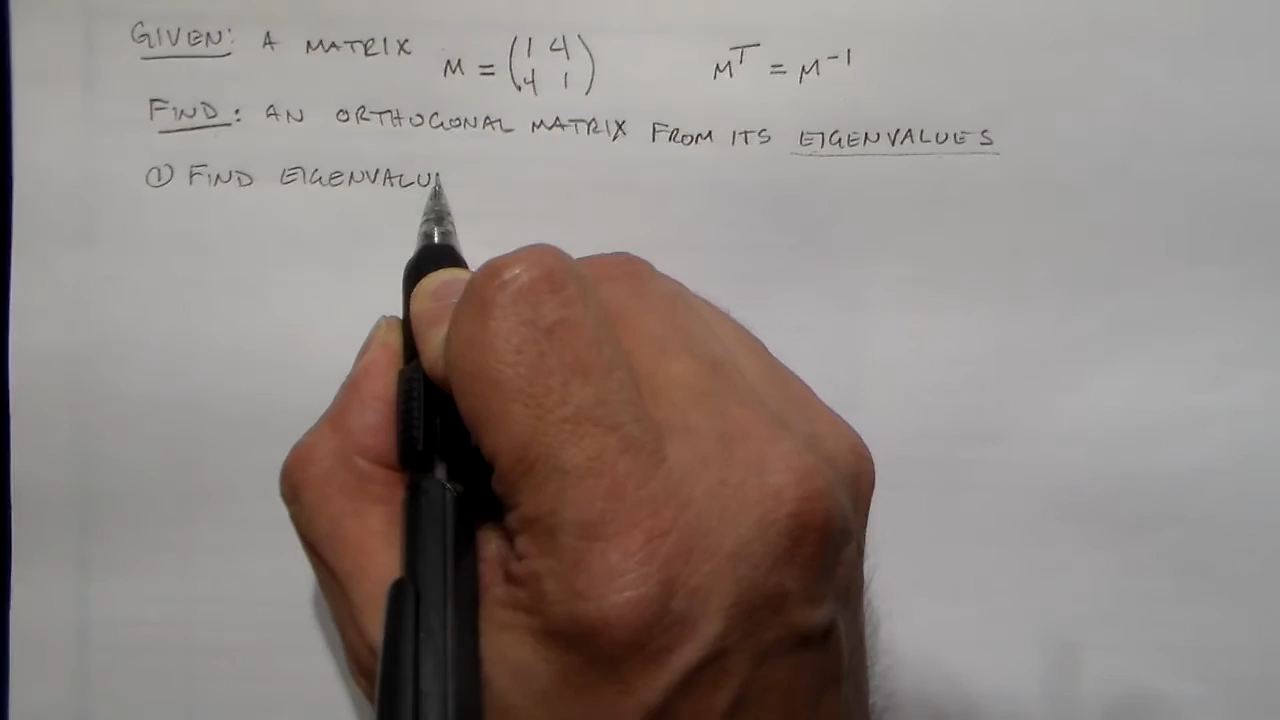 GIVEN: A MATRIX M = (1 4 4 1) M^T = M^-1
FIND: AN ORTHOGONAL MATRIX FROM ITS EIGENVALUES
① FIND EIGENVALU